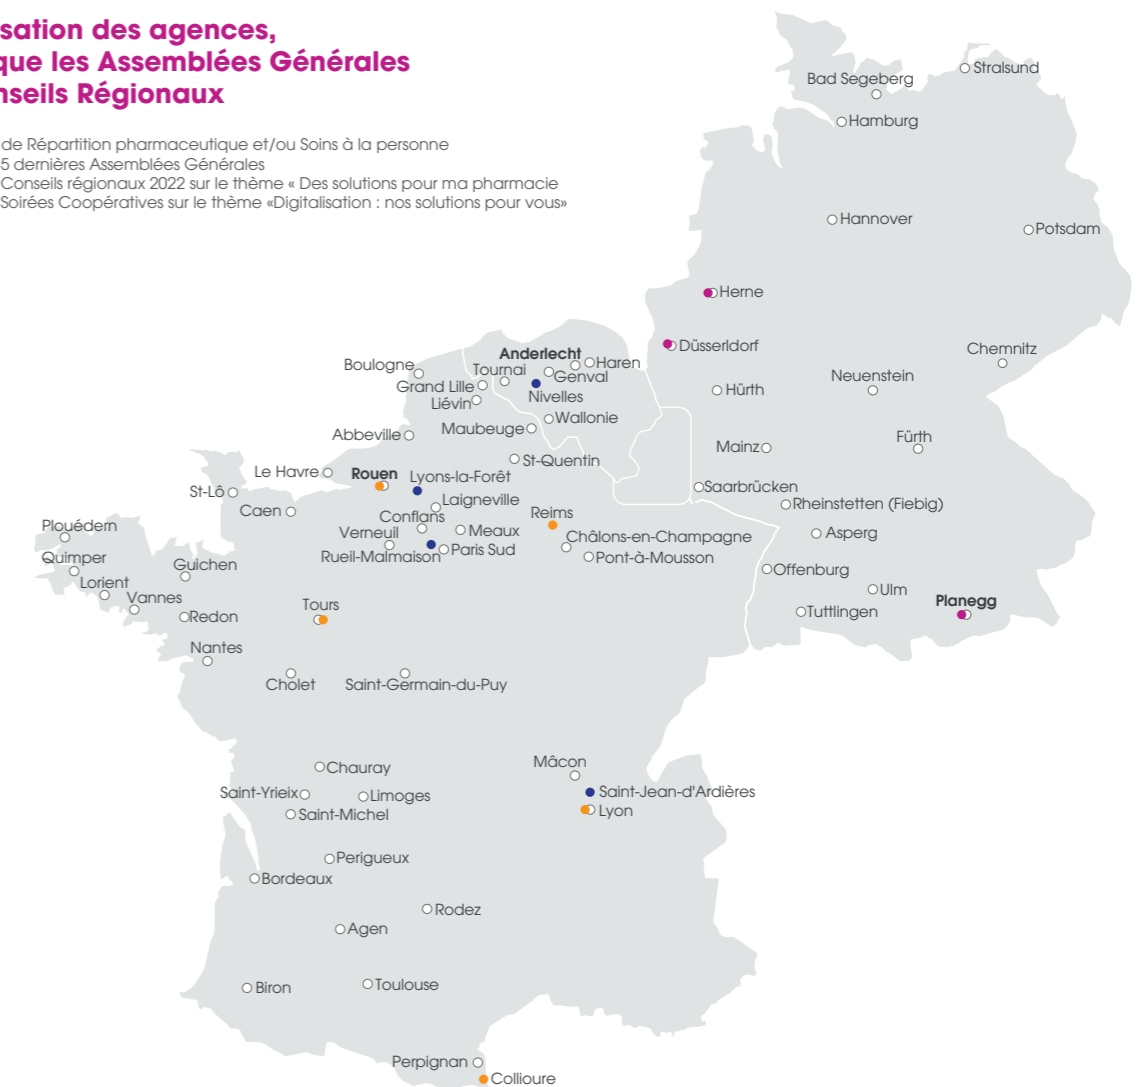 sation des agences,
que les Assemblées Générales
nseils Régionaux
de Répartition pharmaceutique et/ou Soins à la personne
5 dernières Assemblées Générales
Conseils régionaux 2022 sur le thème « Des solutions pour ma pharmacie
Soirées Coopératives sur le thème «Digitalisation : nos solutions pour vous»
Stralsund
Bad Segeberg
Hamburg
Hannover
Potsdam
Herne
Düsserldorf
Chemnitz
Anderlecht
Haren
Boulogne
Tournai
Genval
Neuenstein
Grand Lille
Nivelles
Hürth
Liévin
Wallonie
Maubeuge
Abbeville
Fürth
Mainz
St-Quentin
Le Havre
Rouen
Lyons-la-Forêt
Saarbrücken
St-Lô
Laigneville
Rheinstetten (Fiebig)
Caen
Conflans
Reims
Plouédern
Verneuil
Meaux
Châlons-en-Champagne
Asperg
Rueil-Malmaison
Paris Sud
Pont-à-Mousson
Quimper
Guichen
Offenburg
Lorient
Ulm
Vannes
Tours
Planegg
Redon
Tuttlingen
Nantes
Cholet
Saint-Germain-du-Puy
Mâcon
Chauray
Saint-Yrieix
Limoges
Saint-Jean-d'Ardières
Saint-Michel
Lyon
Perigueux
Bordeaux
Rodez
Agen
Biron
Toulouse
Perpignan
Collioure